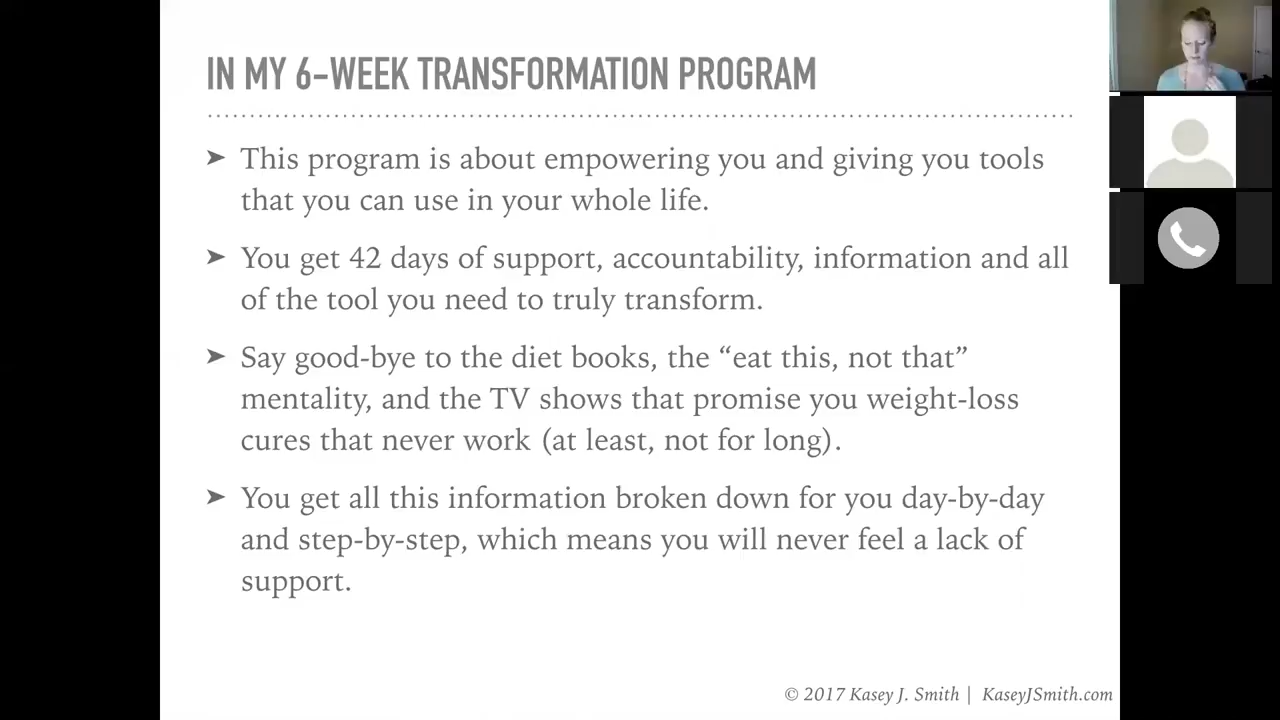 IN MY 6-WEEK TRANSFORMATION PROGRAM
➤ This program is about empowering you and giving you tools
that you can use in your whole life.
➤ You get 42 days of support, accountability, information and all
of the tool you need to truly transform.
➤ Say good-bye to the diet books, the “eat this, not that”
mentality, and the TV shows that promise you weight-loss
cures that never work (at least, not for long).
➤ You get all this information broken down for you day-by-day
and step-by-step, which means you will never feel a lack of
support.
© 2017 Kasey J. Smith | KaseyJSmith.com